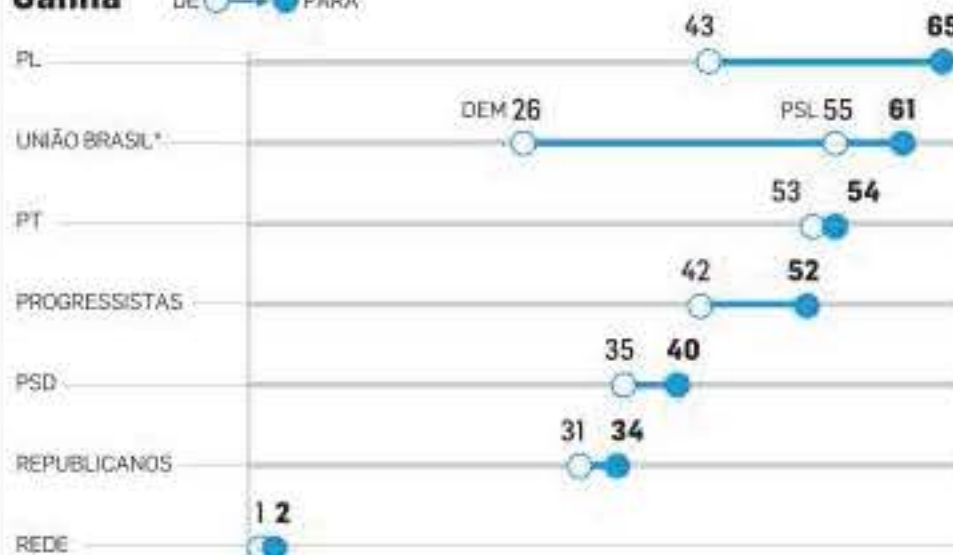 Ganha DE PARA
43 65
PL
DEM 26 PSL 55 61
UNIÃO BRASIL*
53 54
PT
42 52
PROGRESSISTAS
35 40
PSD
31 34
REPUBLICANOS
1 2
REDE